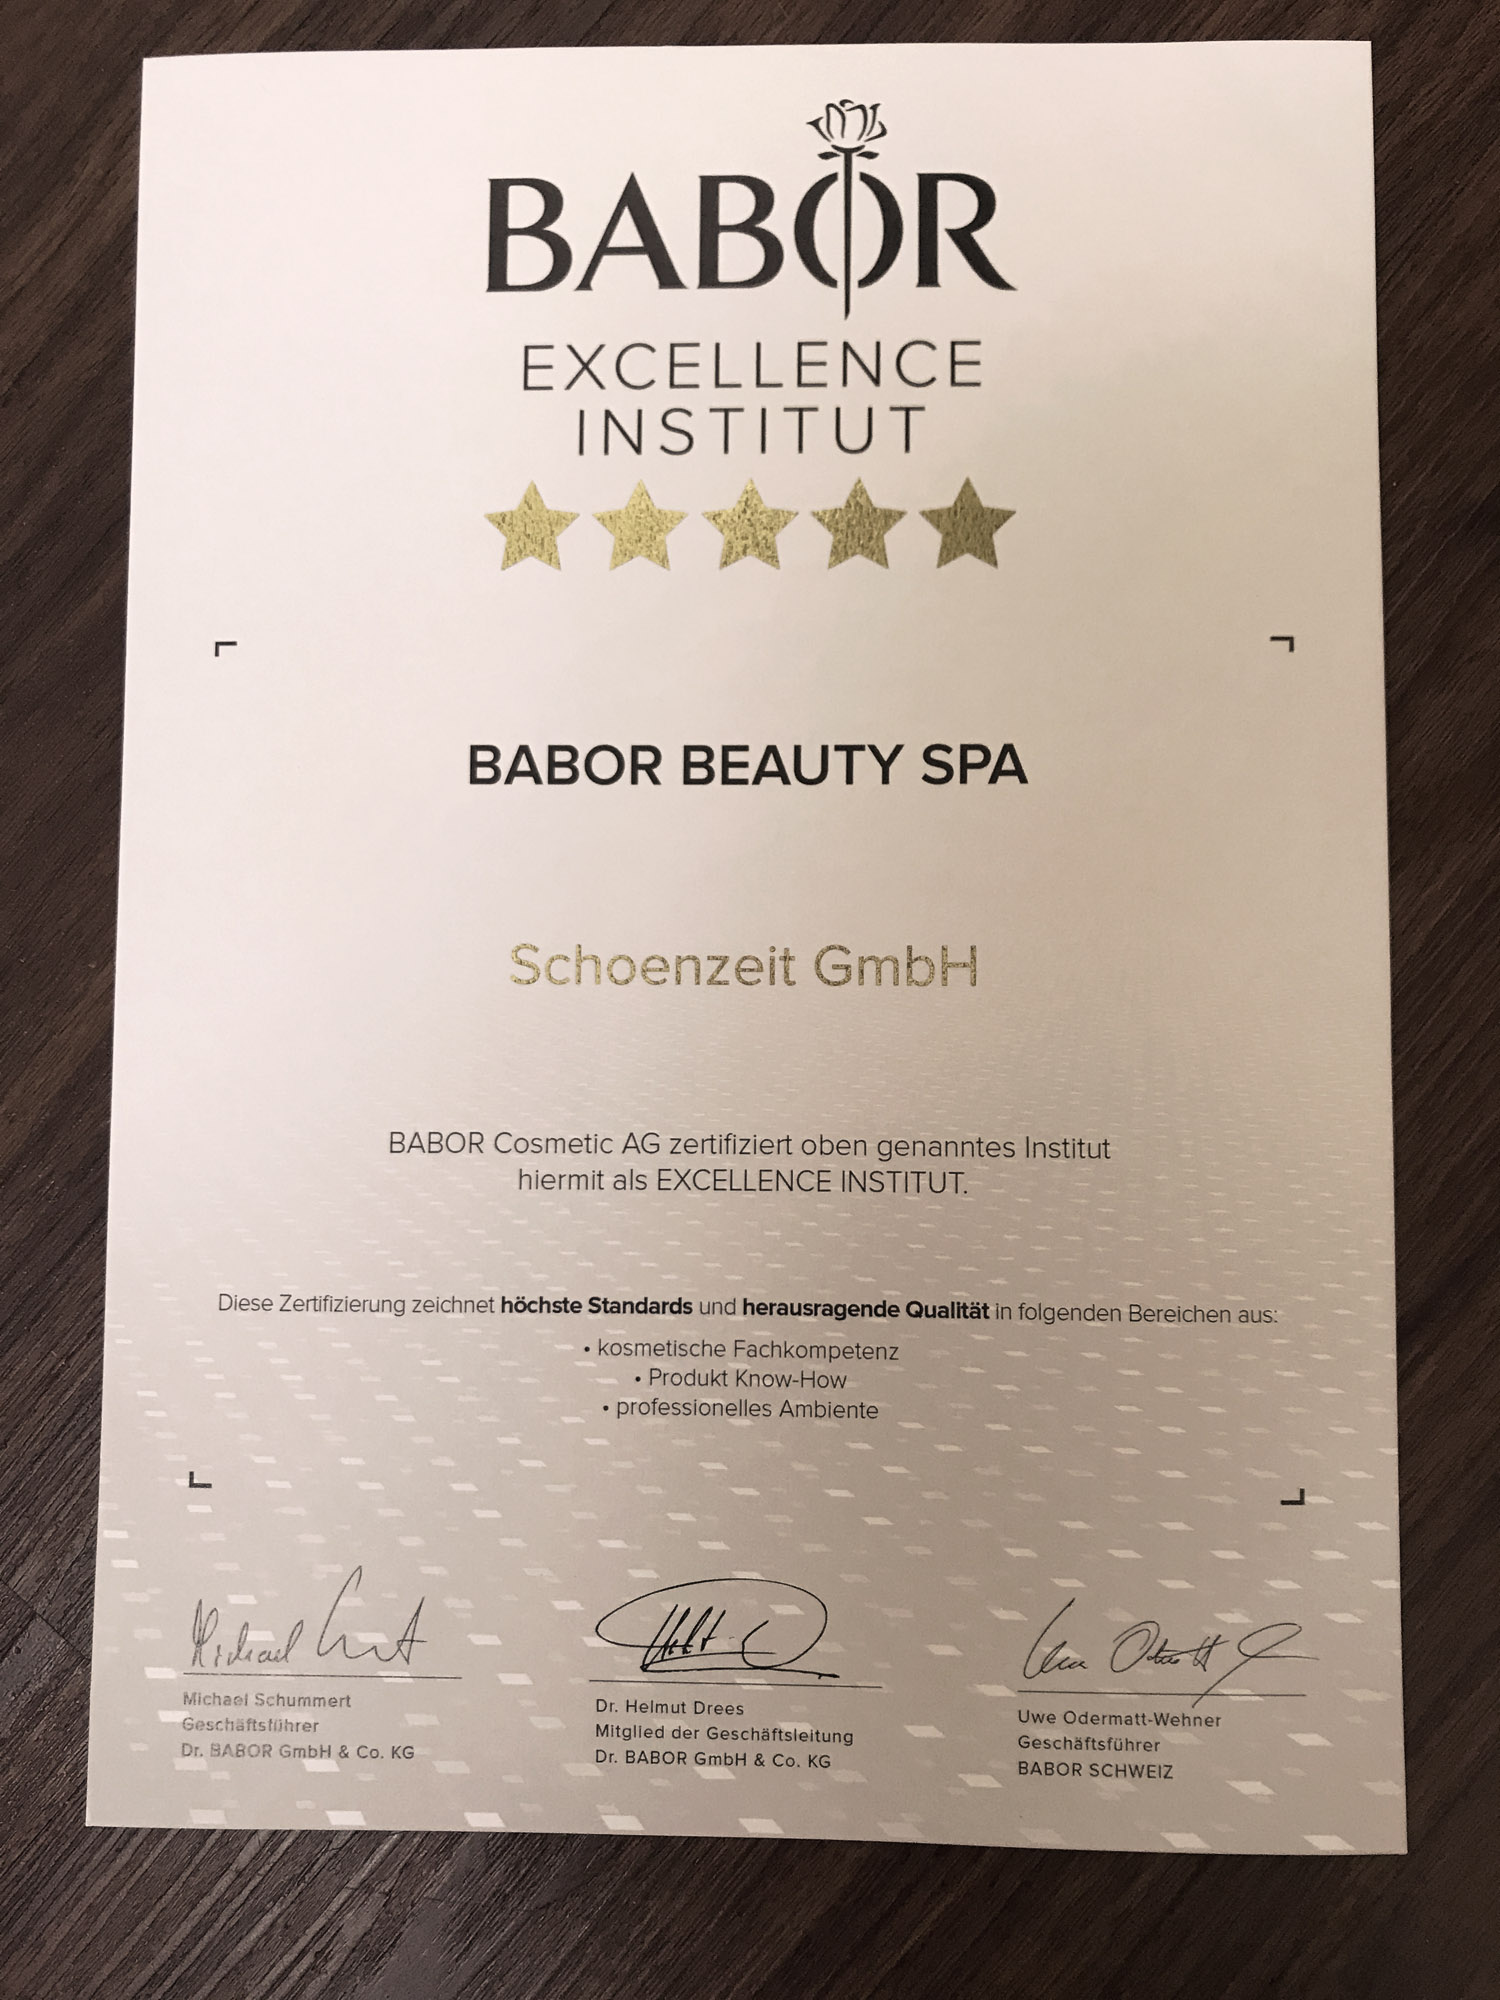 BABOR
EXCELLENCE
INSTITUT
BABOR BEAUTY SPA
Schoenzeit GmbH
BABOR Cosmetic AG zertifiziert oben genanntes Institut
hiermit als EXCELLENCE INSTITUT.
Diese Zertifizierung zeichnet höchste Standards und herausragende Qualität in folgenden Bereichen aus:
• kosmetische Fachkompetenz
• Produkt Know-How
• professionelles Ambiente
Michael Schummert
Geschäftsführer
Dr. BABOR GmbH & Co. KG
Dr. Helmut Drees
Mitglied der Geschäftsleitung
Dr. BABOR GmbH & Co. KG
Uwe Odermatt-Wehner
Geschäftsführer
BABOR SCHWEIZ